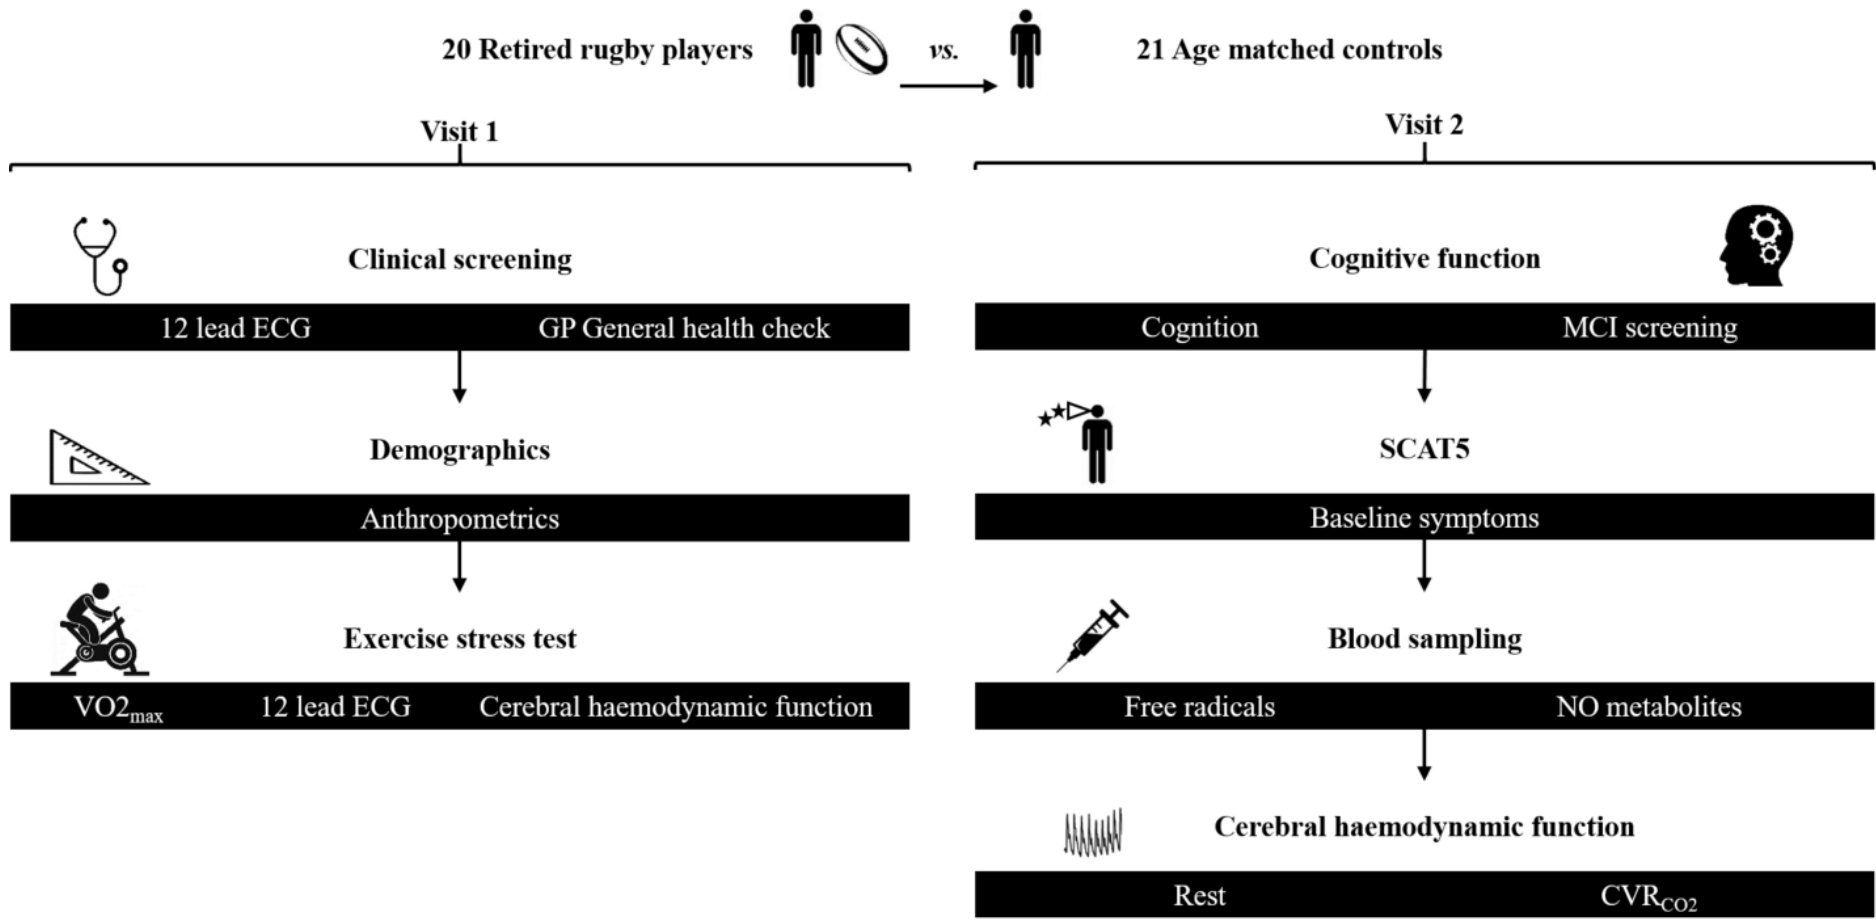 20 Retired rugby players vs. 21 Age matched controls
Visit 1
Clinical screening
12 lead ECG GP General health check
Demographics
Anthropometrics
Exercise stress test
VO2max 12 lead ECG Cerebral haemodynamic function
Visit 2
Cognitive function
Cognition MCI screening
SCAT5
Baseline symptoms
Blood sampling
Free radicals NO metabolites
Cerebral haemodynamic function
Rest CVRCO2